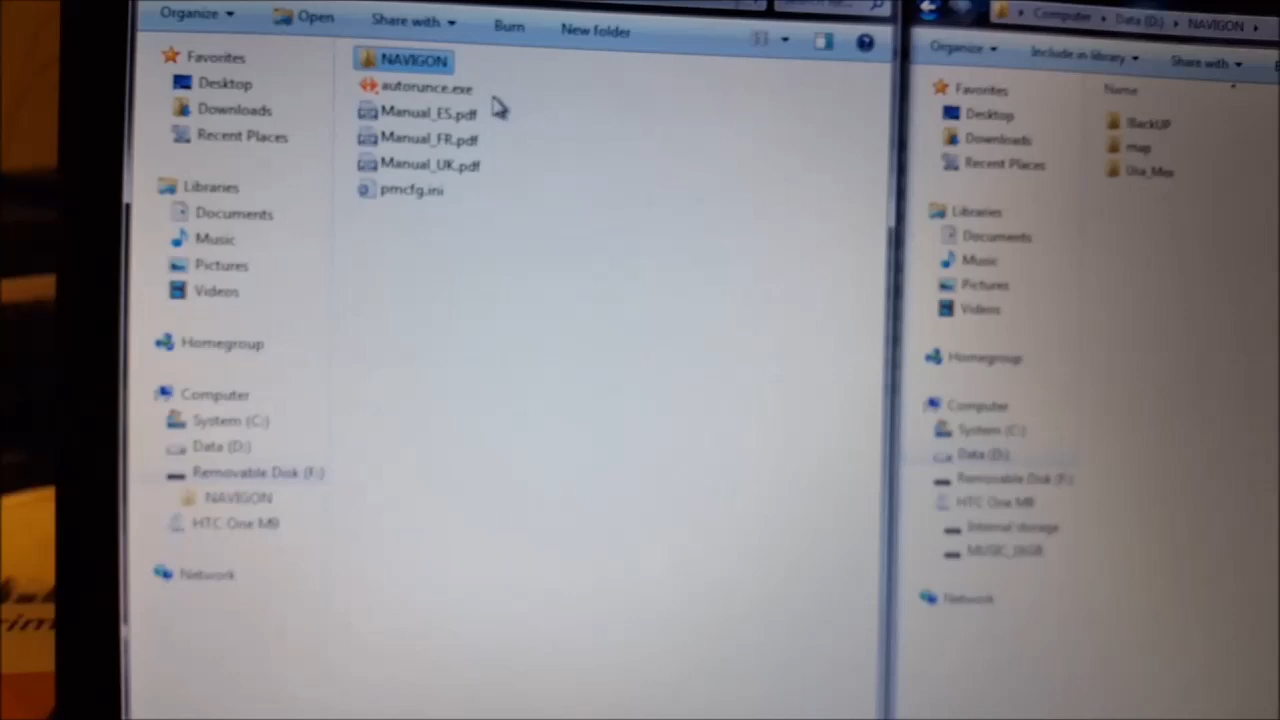 Organize
Open
Share with
Burn
New folder
Favorites
Desktop
Downloads
Recent Places
Libraries
Documents
Music
Pictures
Videos
Homegroup
Computer
System (C:)
Data (D:)
Removable Disk (F:)
NAVIGON
HTC One M9
Network
NAVIGON
autorunce.exe
Manual_ES.pdf
Manual_FR.pdf
Manual_UK.pdf
pmcfg.ini
Computer
Data (D:)
NAVIGON
Organize
Include in library
Share with
Favorites
Desktop
Downloads
Recent Places
Libraries
Documents
Music
Pictures
Videos
Homegroup
Computer
System (C:)
Data (D:)
Removable Disk (F:)
HTC One M9
Internal storage
MUSIC_16GB
Network
Name
!BackUP
map
Usa_Mex